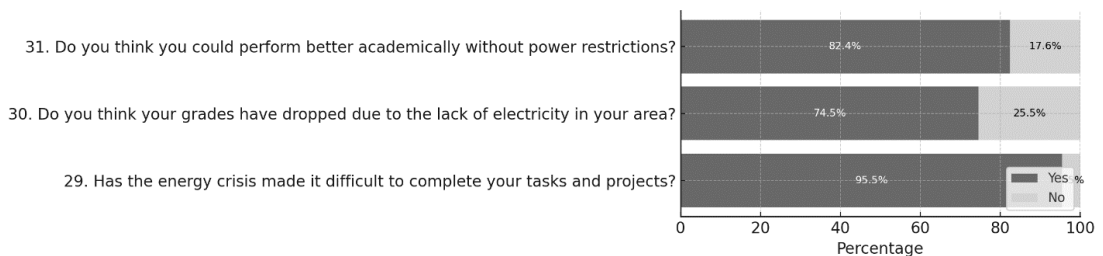 31. Do you think you could perform better academically without power restrictions?
82.4%
17.6%
30. Do you think your grades have dropped due to the lack of electricity in your area?
74.5%
25.5%
29. Has the energy crisis made it difficult to complete your tasks and projects?
95.5%
Yes
No
0 20 40 60 80 100
Percentage